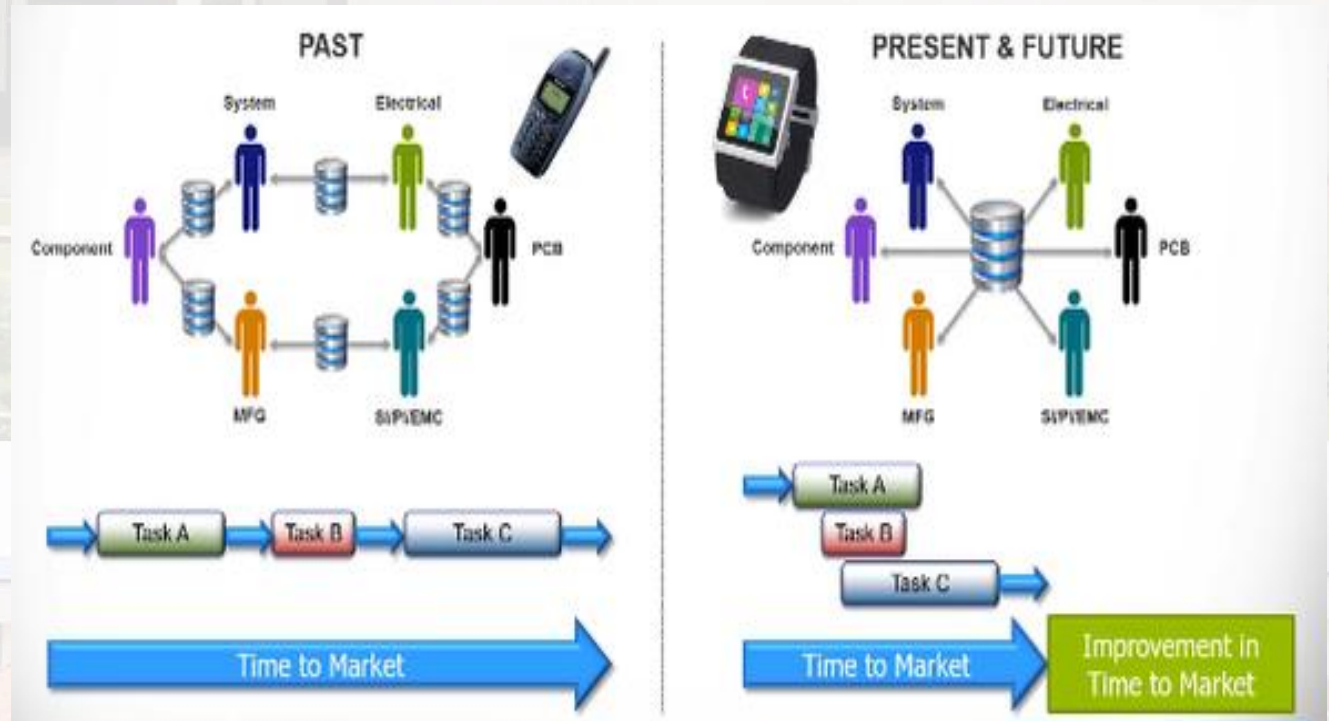 PAST
System
Electrical
Component
PCB
MFG
SI/PI/EMC
Task A
Task B
Task C
Time to Market
PRESENT & FUTURE
System
Electrical
Component
PCB
MFG
SI/PI/EMC
Task A
Task B
Task C
Time to Market
Improvement in
Time to Market